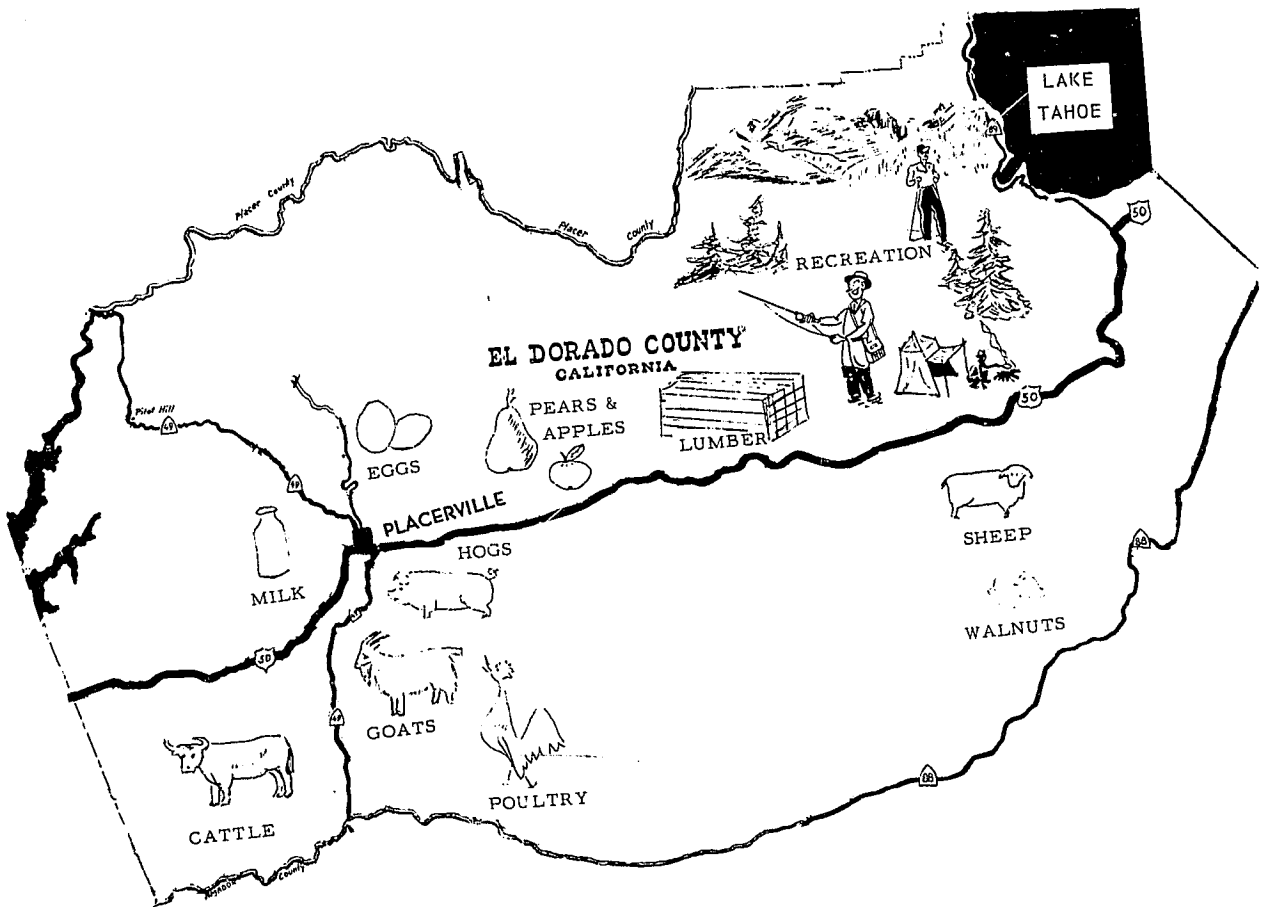 LAKE
TAHOE
89
Placer County
Placer County
50
RECREATION
EL DORADO COUNTY
CALIFORNIA
PEARS &
APPLES
LUMBER
50
Pilot Hill
49
EGGS
49
PLACERVILLE
SHEEP
HOGS
88
MILK
WALNUTS
50
GOATS
49
CATTLE
POULTRY
88
AMADOR County